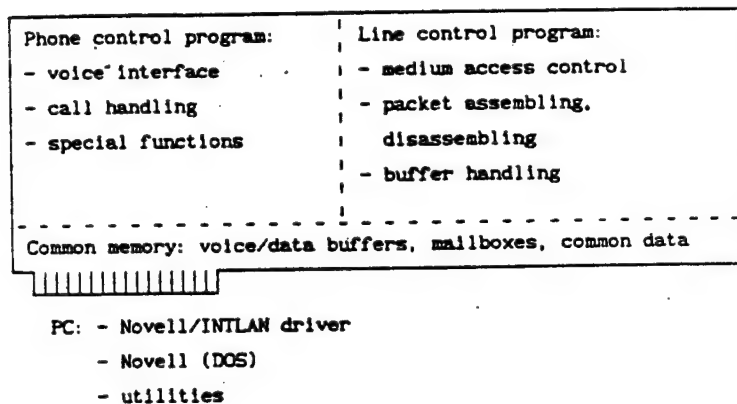 Phone control program:
- voice interface
- call handling
- special functions
Line control program:
- medium access control
- packet assembling,
disassembling
- buffer handling
Common memory: voice/data buffers, mailboxes, common data
PC: - Novell/INTLAN driver
- Novell (DOS)
- utilities